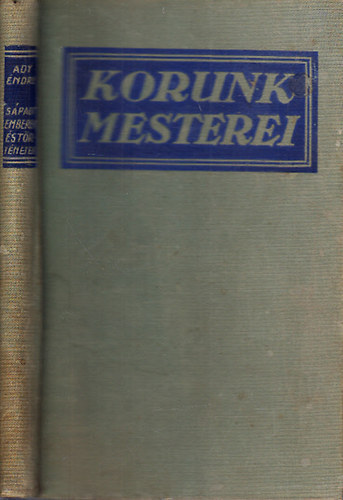 KORUNK
MESTEREI
ADY
ENDRE
SÁPADT
EMBEREK
ÉS TÖR
TÉNETEK